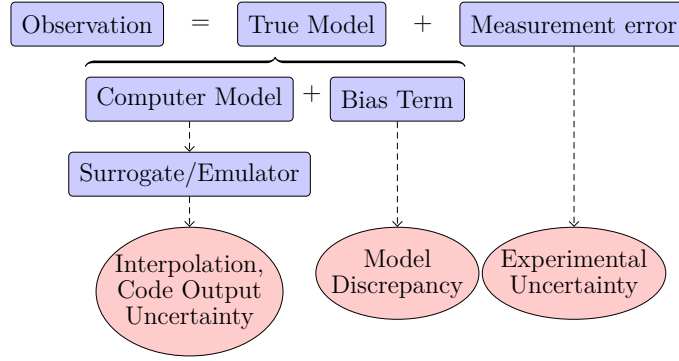 Observation = True Model + Measurement error
Computer Model + Bias Term
Surrogate/Emulator
Interpolation,
Code Output
Uncertainty
Model
Discrepancy
Experimental
Uncertainty